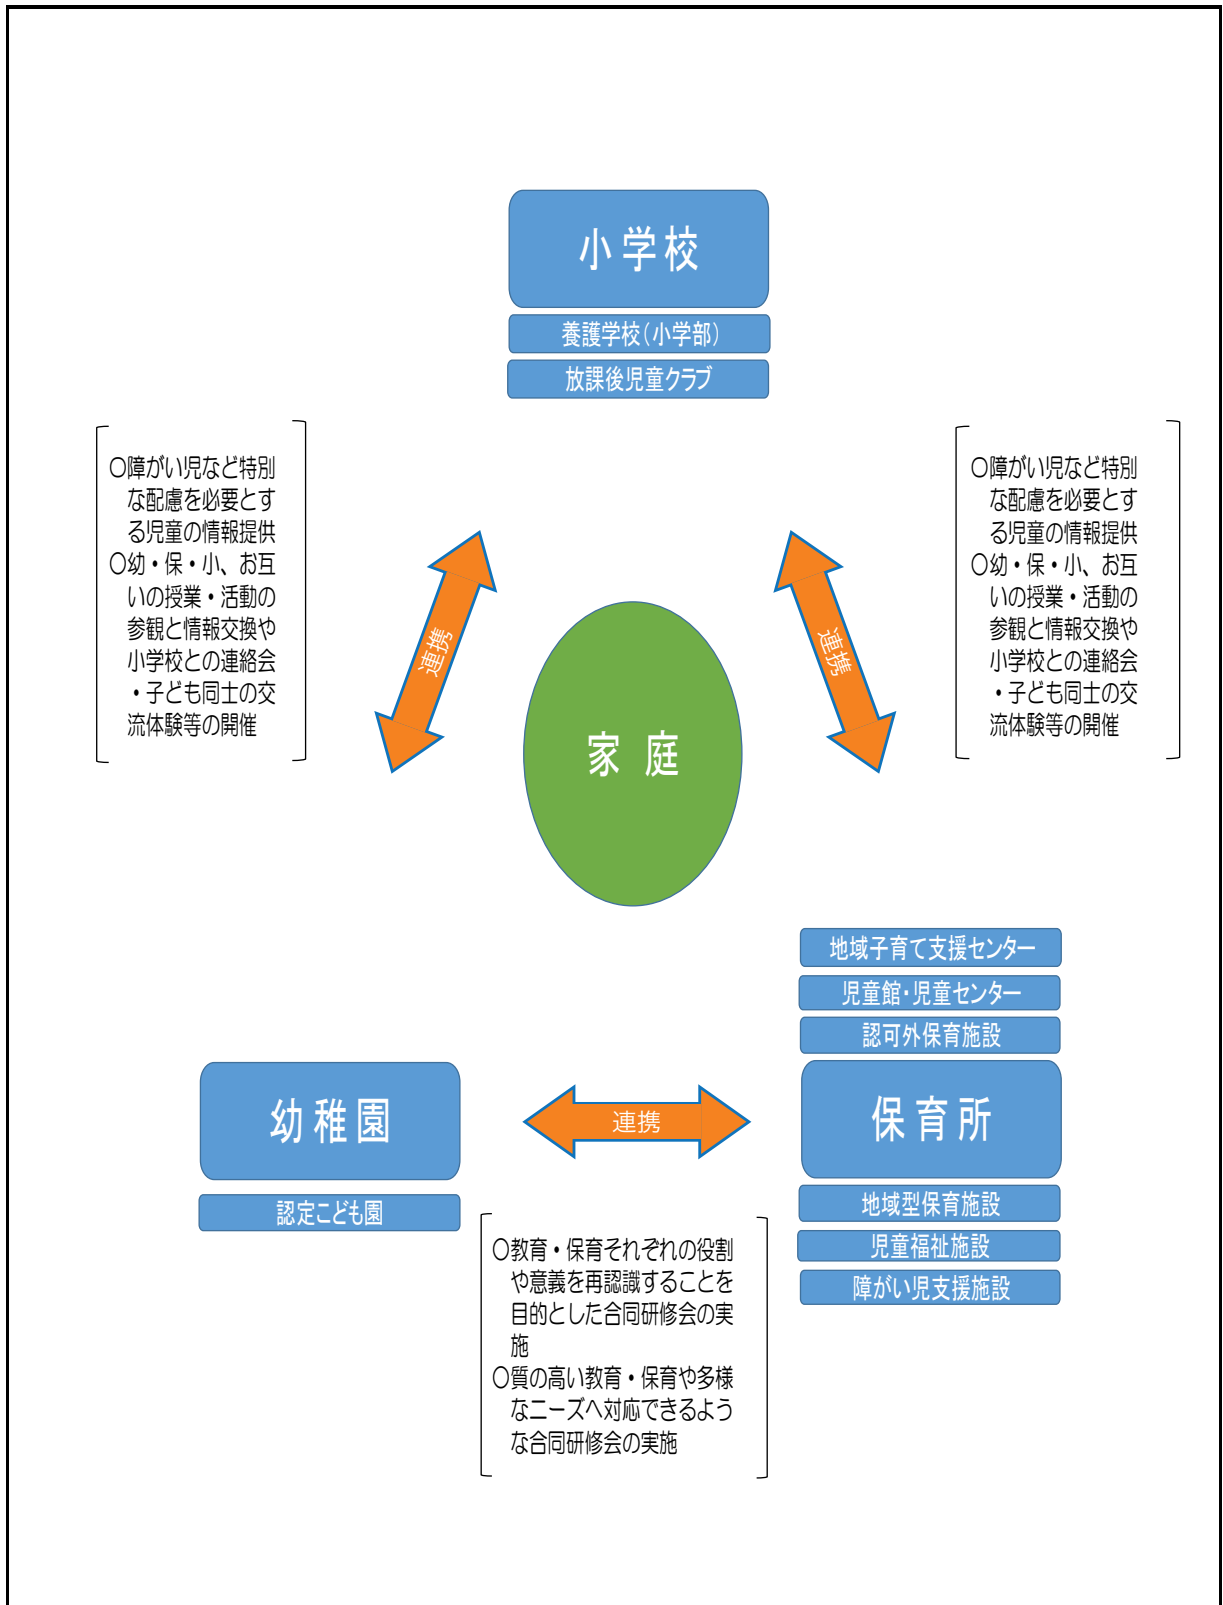 小学校
養護学校（小学部）
放課後児童クラブ
〇障がい児など特別
な配慮を必要とす
る児童の情報提供
〇幼・保・小、お互
いの授業・活動の
参観と情報交換や
小学校との連絡会
・子ども同士の交
流体験等の開催
連携
連携
〇障がい児など特別
な配慮を必要とす
る児童の情報提供
〇幼・保・小、お互
いの授業・活動の
参観と情報交換や
小学校との連絡会
・子ども同士の交
流体験等の開催
家庭
地域子育て支援センター
児童館・児童センター
認可外保育施設
幼稚園
認定こども園
連携
保育所
地域型保育施設
児童福祉施設
障がい児支援施設
〇教育・保育それぞれの役割
や意義を再認識することを
目的とした合同研修会の実
施
〇質の高い教育・保育や多様
なニーズへ対応できるよう
な合同研修会の実施